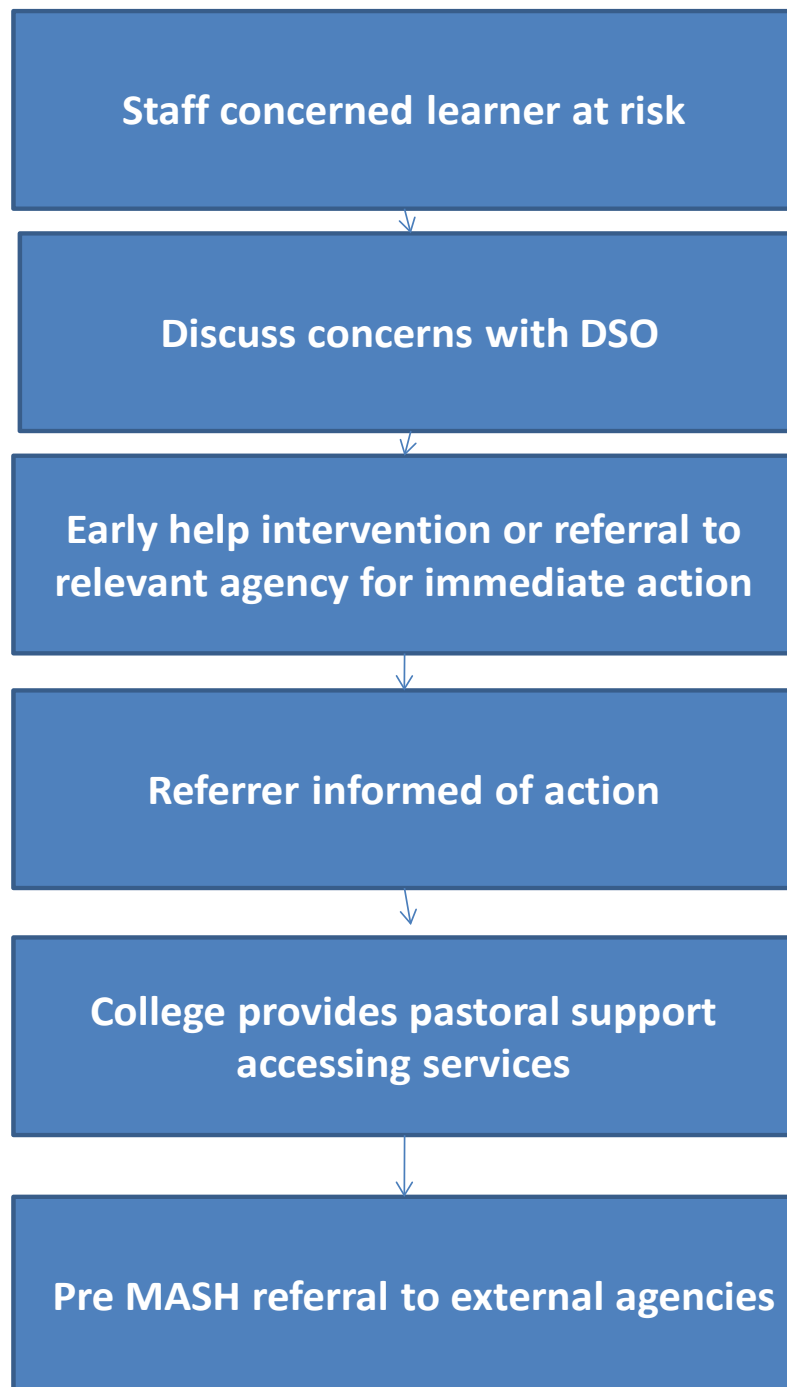 Staff concerned learner at risk
Discuss concerns with DSO
Early help intervention or referral to
relevant agency for immediate action
Referrer informed of action
College provides pastoral support
accessing services
Pre MASH referral to external agencies